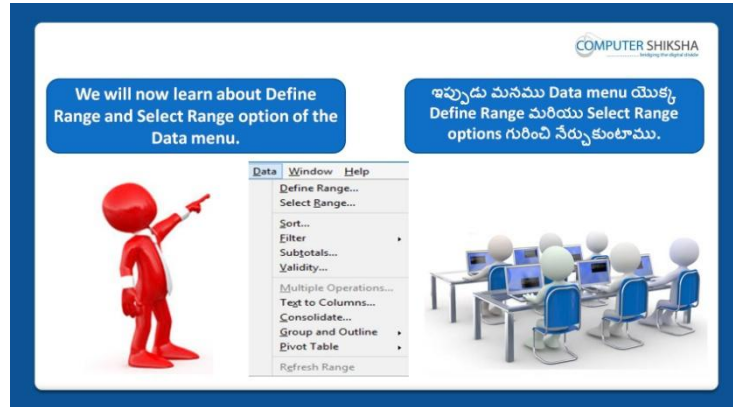 COMPUTER SHIKSHA
bridging the digital divide
We will now learn about Define
Range and Select Range option of the
Data menu.
ఇప్పుడు మనము Data menu యొక్క
Define Range మరియు Select Range
options గురించి నేర్చుకుంటాము.
Data Window Help
Define Range...
Select Range...
Sort...
Filter
Subtotals...
Validity...
Multiple Operations...
Text to Columns...
Consolidate...
Group and Outline
Pivot Table
Refresh Range